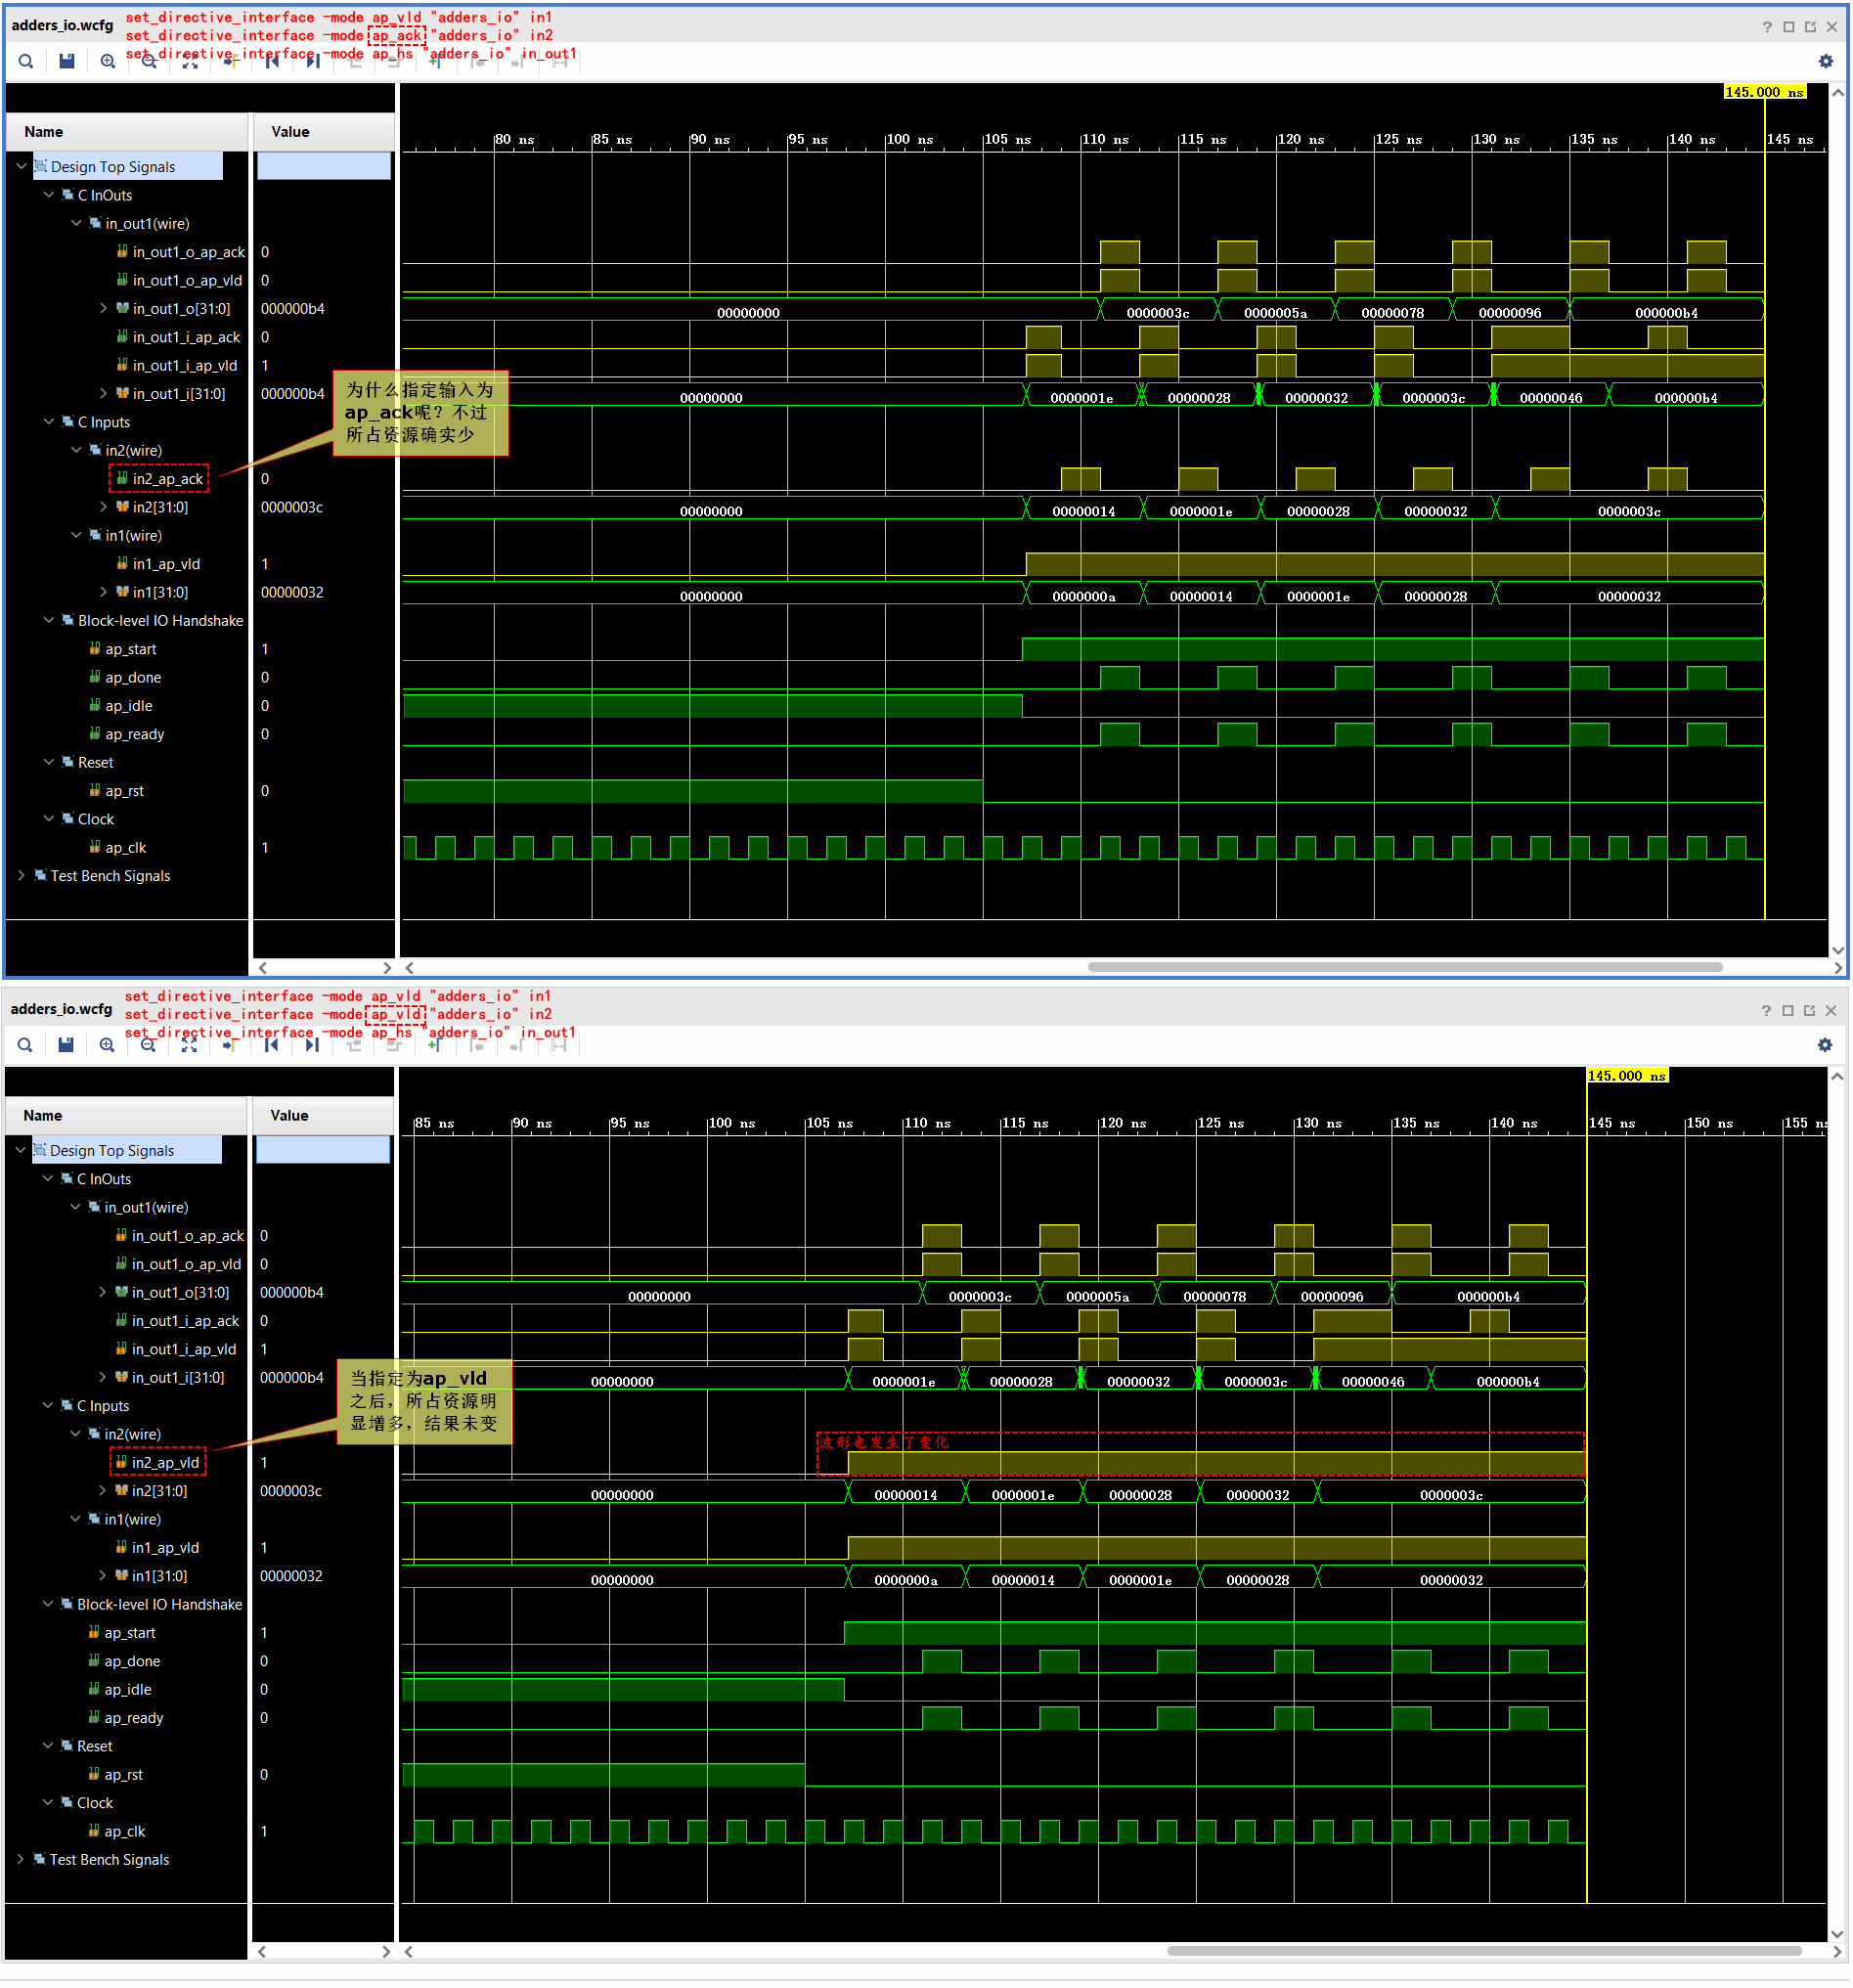 adders_io.wcfg
set_directive_interface -mode ap_vld "adders_io" in1
set_directive_interface -mode ap_ack "adders_io" in2
set_directive_interface -mode ap_hs "adders_io" in_out1
145.000 ns
Name Value
80 ns 85 ns 90 ns 95 ns 100 ns 105 ns 110 ns 115 ns 120 ns 125 ns 130 ns 135 ns 140 ns 145 ns
Design Top Signals
C InOuts
in_out1(wire)
in_out1_o_ap_ack 0
in_out1_o_ap_vld 0
in_out1_o[31:0] 000000b4 00000000 0000003c 0000005a 00000078 00000096 000000b4
in_out1_i_ap_ack 0
in_out1_i_ap_vld 1
in_out1_i[31:0] 000000b4 00000000 0000001e 00000028 00000032 0000003c 00000046 000000b4
为什么指定输入为
ap_ack呢？不过
所占资源确实少
C Inputs
in2(wire)
in2_ap_ack 0
in2[31:0] 0000003c 00000000 00000014 0000001e 00000028 00000032 0000003c
in1(wire)
in1_ap_vld 1
in1[31:0] 00000032 00000000 0000000a 00000014 0000001e 00000028 00000032
Block-level IO Handshake
ap_start 1
ap_done 0
ap_idle 0
ap_ready 0
Reset
ap_rst 0
Clock
ap_clk 1
Test Bench Signals
adders_io.wcfg
set_directive_interface -mode ap_vld "adders_io" in1
set_directive_interface -mode ap_vld "adders_io" in2
set_directive_interface -mode ap_hs "adders_io" in_out1
145.000 ns
Name Value
85 ns 90 ns 95 ns 100 ns 105 ns 110 ns 115 ns 120 ns 125 ns 130 ns 135 ns 140 ns 145 ns 150 ns 155 ns
Design Top Signals
C InOuts
in_out1(wire)
in_out1_o_ap_ack 0
in_out1_o_ap_vld 0
in_out1_o[31:0] 000000b4 00000000 0000003c 0000005a 00000078 00000096 000000b4
in_out1_i_ap_ack 0
in_out1_i_ap_vld 1
in_out1_i[31:0] 000000b4 00000000 0000001e 00000028 00000032 0000003c 00000046 000000b4
当指定为ap_vld
之后，所占资源明
显增多，结果未变
C Inputs
in2(wire)
波形也发生了变化
in2_ap_vld 1
in2[31:0] 0000003c 00000000 00000014 0000001e 00000028 00000032 0000003c
in1(wire)
in1_ap_vld 1
in1[31:0] 00000032 00000000 0000000a 00000014 0000001e 00000028 00000032
Block-level IO Handshake
ap_start 1
ap_done 0
ap_idle 0
ap_ready 0
Reset
ap_rst 0
Clock
ap_clk 1
Test Bench Signals